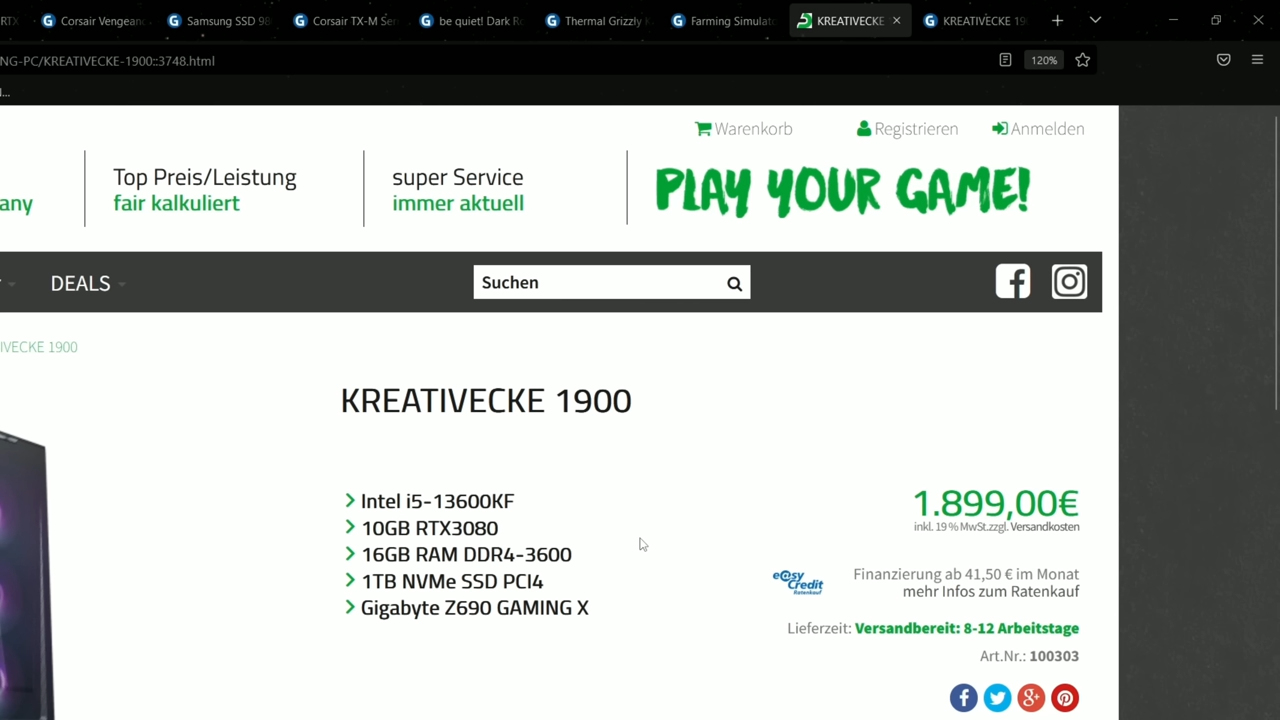 RTX
Corsair Vengeanc
Samsung SSD 98
Corsair TX-M Ser
be quiet! Dark Ro
Thermal Grizzly K
Farming Simulato
KREATIVECKE
KREATIVECKE 19
NG-PC/KREATIVECKE-1900::3748.html
120%
...
Warenkorb
Registrieren
Anmelden
Top Preis/Leistung
super Service
PLAY YOUR GAME!
any
fair kalkuliert
immer aktuell
DEALS
Suchen
IVECKE 1900
KREATIVECKE 1900
Intel i5-13600KF
10GB RTX3080
16GB RAM DDR4-3600
1TB NVMe SSD PCI4
Gigabyte Z690 GAMING X
1.899,00€
inkl. 19 % MwSt.zzgl. Versandkosten
easy Credit Ratenkauf
Finanzierung ab 41,50 € im Monat
mehr Infos zum Ratenkauf
Lieferzeit: Versandbereit: 8-12 Arbeitstage
Art.Nr.: 100303